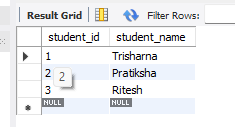 Result Grid Filter Rows:
student_id student_name
1 Trisharna
2 Pratiksha
2
3 Ritesh
NULL NULL